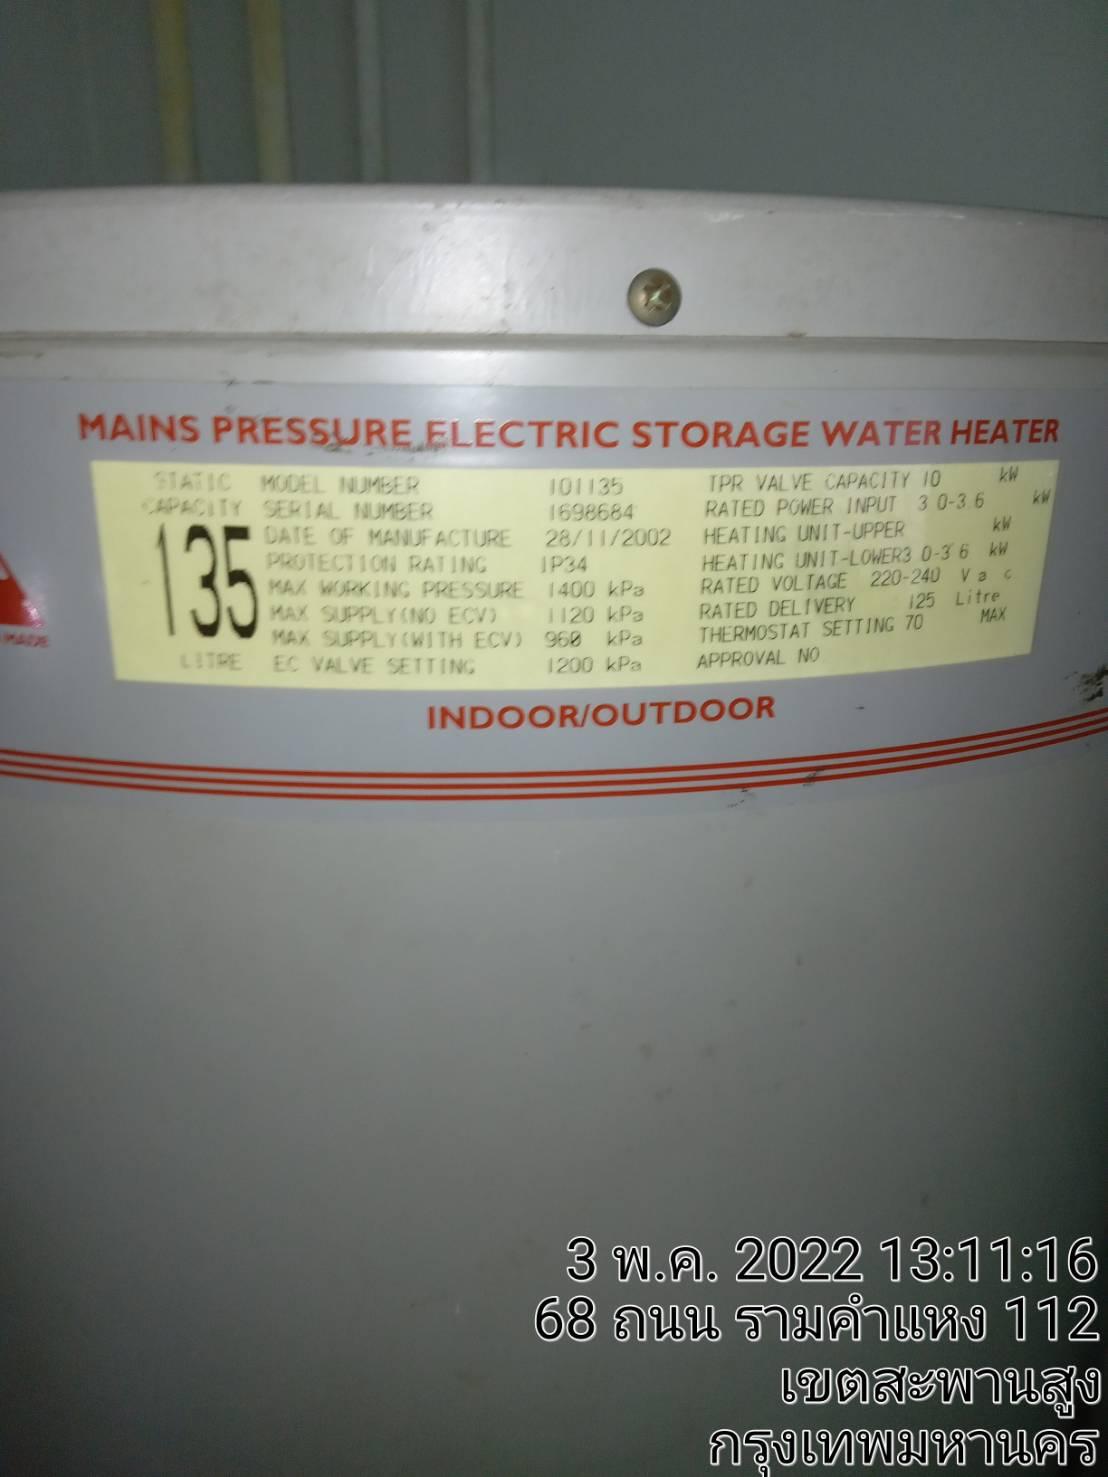 MAINS PRESSURE ELECTRIC STORAGE WATER HEATER
STATIC
CAPACITY
135
LITRE
MODEL NUMBER 101135
SERIAL NUMBER 1698684
DATE OF MANUFACTURE 28/11/2002
PROTECTION RATING IP34
MAX WORKING PRESSURE 1400 kPa
MAX SUPPLY(NO ECV) 1120 kPa
MAX SUPPLY(WITH ECV) 960 kPa
EC VALVE SETTING 1200 kPa
TPR VALVE CAPACITY 10 kW
RATED POWER INPUT 3 0-3 6 kW
HEATING UNIT-UPPER kW
HEATING UNIT-LOWER3 0-3 6 kW
RATED VOLTAGE 220-240 V a c
RATED DELIVERY 125 Litre
THERMOSTAT SETTING 70 MAX
APPROVAL NO
MADE
INDOOR/OUTDOOR
3 พ.ค. 2022 13:11:16
68 ถนน รามคำแหง 112
เขตสะพานสูง
กรุงเทพมหานคร